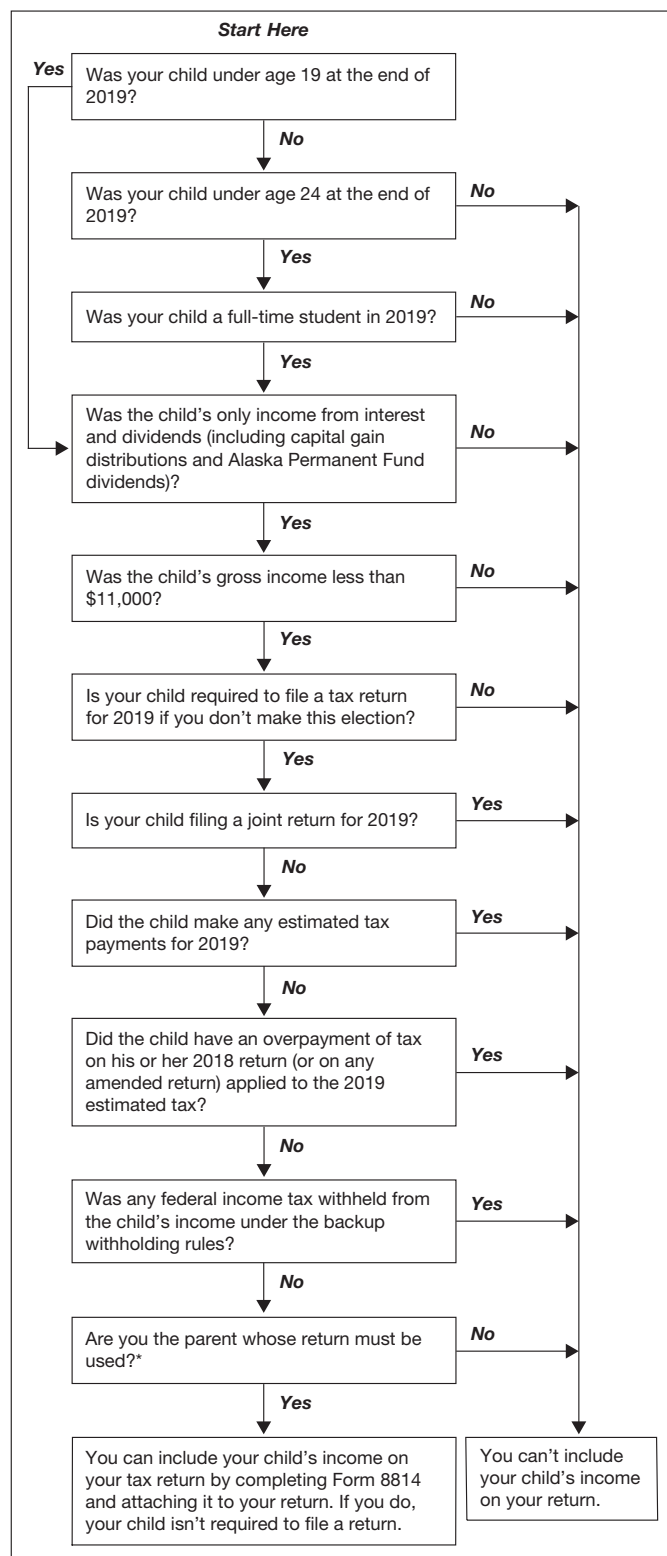 Start Here
Yes
Was your child under age 19 at the end of
2019?
No
Was your child under age 24 at the end of
2019?
No
Yes
Was your child a full-time student in 2019?
No
Yes
Was the child's only income from interest
and dividends (including capital gain
distributions and Alaska Permanent Fund
dividends)?
No
Yes
Was the child's gross income less than
$11,000?
No
Yes
Is your child required to file a tax return
for 2019 if you don't make this election?
No
Yes
Is your child filing a joint return for 2019?
Yes
No
Did the child make any estimated tax
payments for 2019?
Yes
No
Did the child have an overpayment of tax
on his or her 2018 return (or on any
amended return) applied to the 2019
estimated tax?
Yes
No
Was any federal income tax withheld from
the child's income under the backup
withholding rules?
Yes
No
Are you the parent whose return must be
used?*
No
Yes
You can include your child's income on
your tax return by completing Form 8814
and attaching it to your return. If you do,
your child isn't required to file a return.
You can't include
your child's income
on your return.